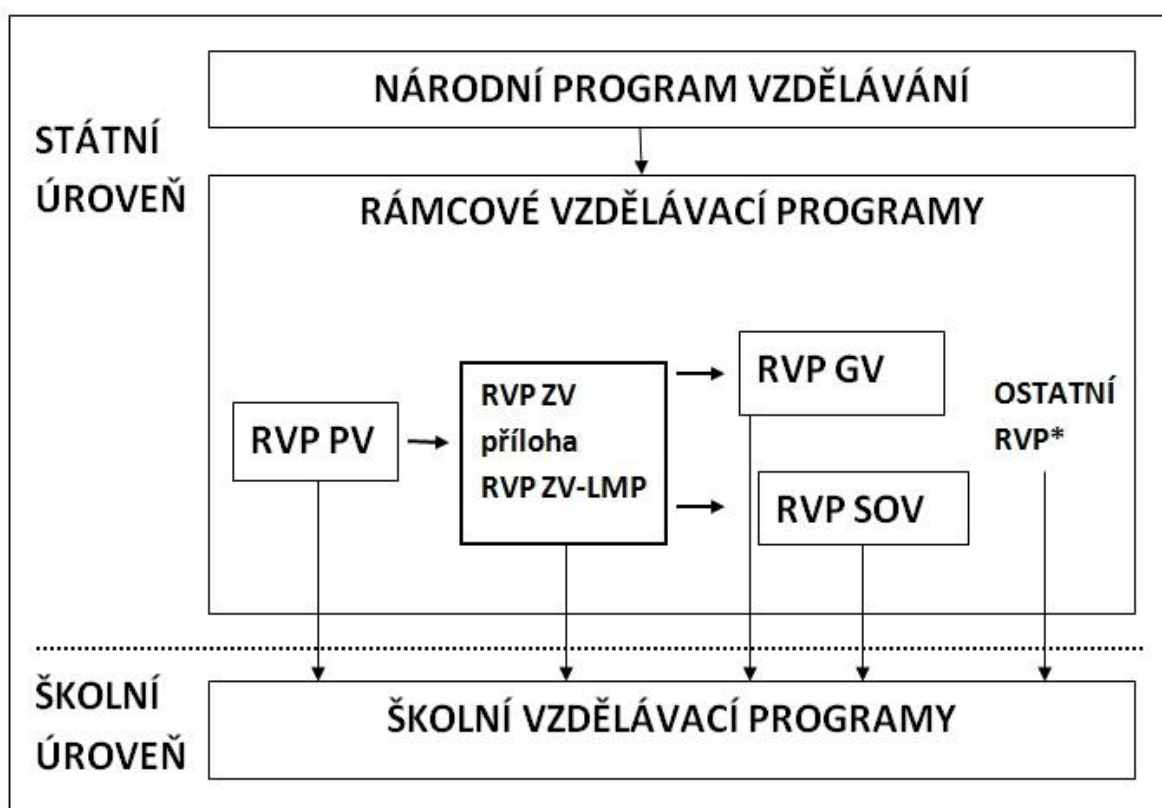 NÁRODNÍ PROGRAM VZDĚLÁVÁNÍ
STÁTNÍ
ÚROVEŇ
RÁMCOVÉ VZDĚLÁVACÍ PROGRAMY
RVP PV
RVP ZV
příloha
RVP ZV-LMP
RVP GV
RVP SOV
OSTATNÍ
RVP*
ŠKOLNÍ
ÚROVEŇ
ŠKOLNÍ VZDĚLÁVACÍ PROGRAMY